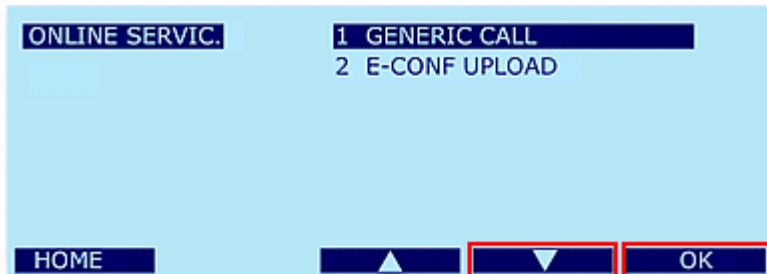 ONLINE SERVIC.
1 GENERIC CALL
2 E-CONF UPLOAD
HOME ▲ ▼ OK